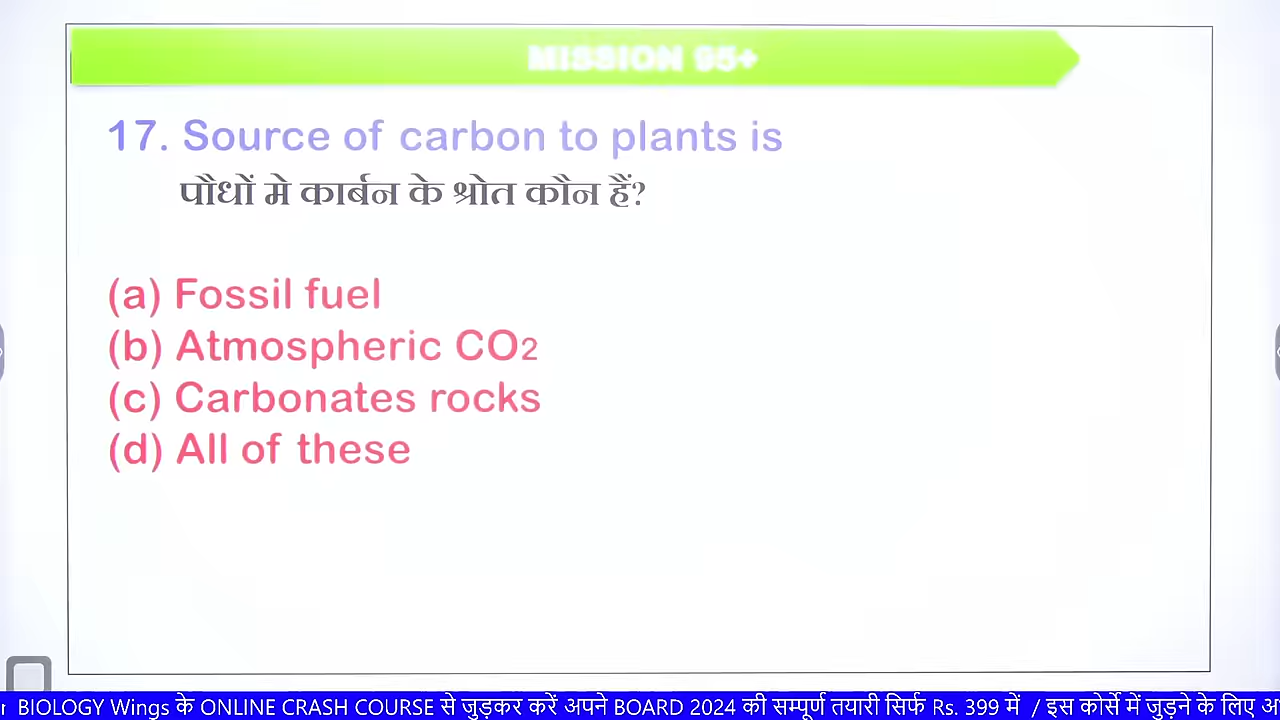 MISSION 95+
17. Source of carbon to plants is
पौधों मे कार्बन के श्रोत कौन हैं?
(a) Fossil fuel
(b) Atmospheric CO2
(c) Carbonates rocks
(d) All of these
r BIOLOGY Wings के ONLINE CRASH COURSE से जुड़कर करें अपने BOARD 2024 की सम्पूर्ण तयारी सिर्फ Rs. 399 में / इस कोर्से में जुड़ने के लिए अ